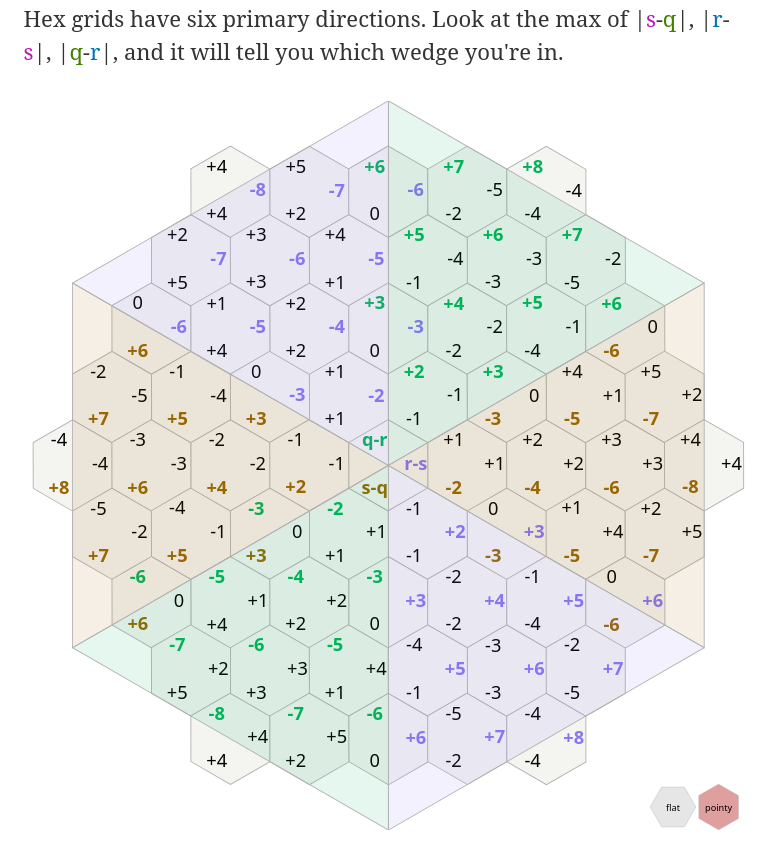 Hex grids have six primary directions. Look at the max of |s-q|, |r-
s|, |q-r|, and it will tell you which wedge you're in.
+4 +5 +6 +7 +8
-8 -7 -6 -5 -4
+4 +2 0 -2 -4
+2 +3 +4 +5 +6 +7
-7 -6 -5 -4 -3 -2
+5 +3 +1 -1 -3 -5
0 +1 +2 +3 +4 +5 +6
-6 -5 -4 -3 -2 -1 0
+6 +4 +2 0 -2 -4 -6
-2 -1 0 +1 +2 +3 +4 +5
-5 -4 -3 -2 -1 0 +1 +2
+7 +5 +3 +1 -1 -3 -5 -7
-4 -3 -2 -1 q-r +1 +2 +3 +4
-4 -3 -2 -1 r-s +1 +2 +3 +4
+8 +6 +4 +2 s-q -2 -4 -6 -8
-5 -4 -3 -2 -1 0 +1 +2
-2 -1 0 +1 +2 +3 +4 +5
+7 +5 +3 +1 -1 -3 -5 -7
-6 -5 -4 -3 -2 -1 0
0 +1 +2 +3 +4 +5 +6
+6 +4 +2 0 -2 -4 -6
-7 -6 -5 -4 -3 -2
+2 +3 +4 +5 +6 +7
+5 +3 +1 -1 -3 -5
-8 -7 -6 -5 -4
+4 +5 +6 +7 +8
+4 +2 0 -2 -4
flat pointy